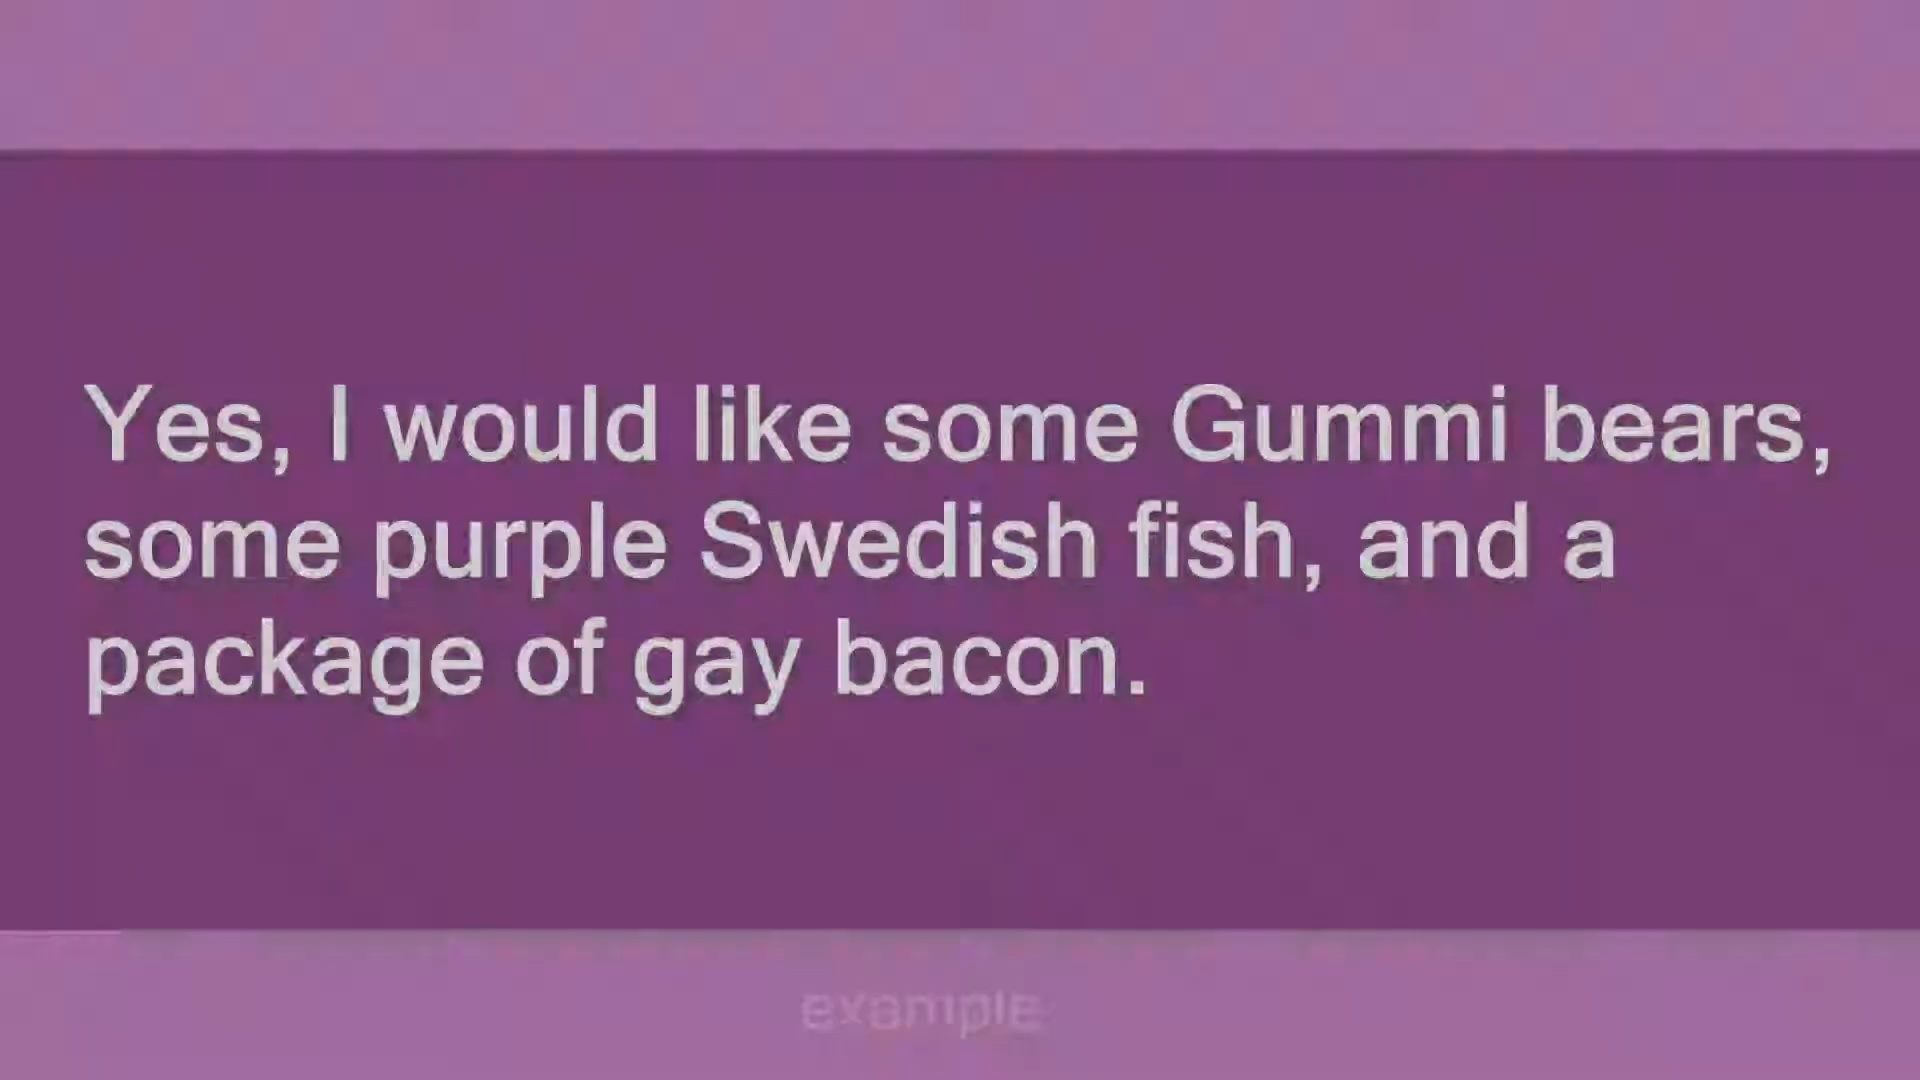 Yes, I would like some Gummi bears,
some purple Swedish fish, and a
package of gay bacon.
example